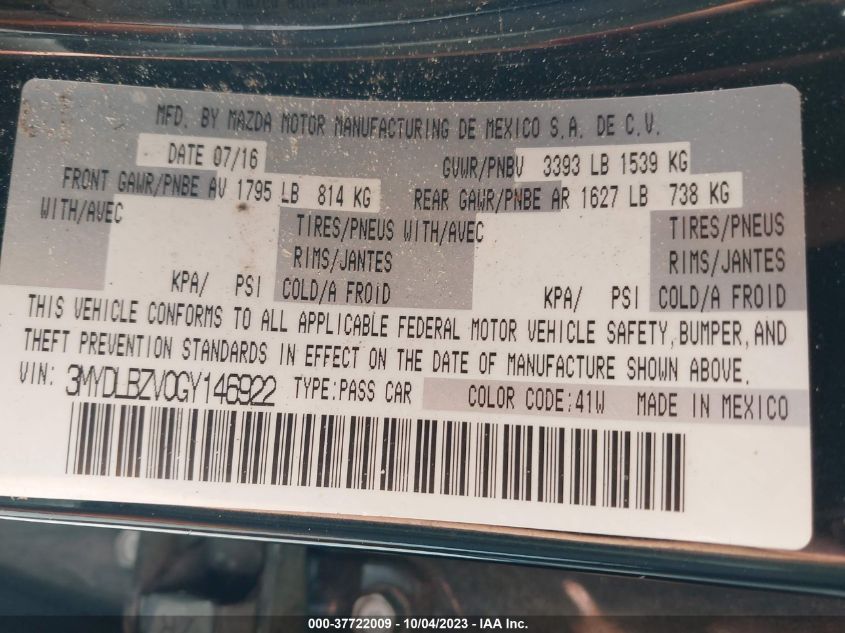 MFD. BY MAZDA MOTOR MANUFACTURING DE MEXICO S.A. DE C.V.
DATE 07/16 GVWR/PNBV 3393 LB 1539 KG
FRONT GAWR/PNBE AV 1795 LB 814 KG REAR GAWR/PNBE AR 1627 LB 738 KG
WITH/AVEC TIRES/PNEUS WITH/AVEC TIRES/PNEUS
RIMS/JANTES RIMS/JANTES
KPA/ PSI COLD/A FROID KPA/ PSI COLD/A FROID
THIS VEHICLE CONFORMS TO ALL APPLICABLE FEDERAL MOTOR VEHICLE SAFETY, BUMPER, AND
THEFT PREVENTION STANDARDS IN EFFECT ON THE DATE OF MANUFACTURE SHOWN ABOVE.
VIN: 3MYDLBZV0GY146922 TYPE:PASS CAR COLOR CODE:41W MADE IN MEXICO
000-37722009 - 10/04/2023 - IAA Inc.